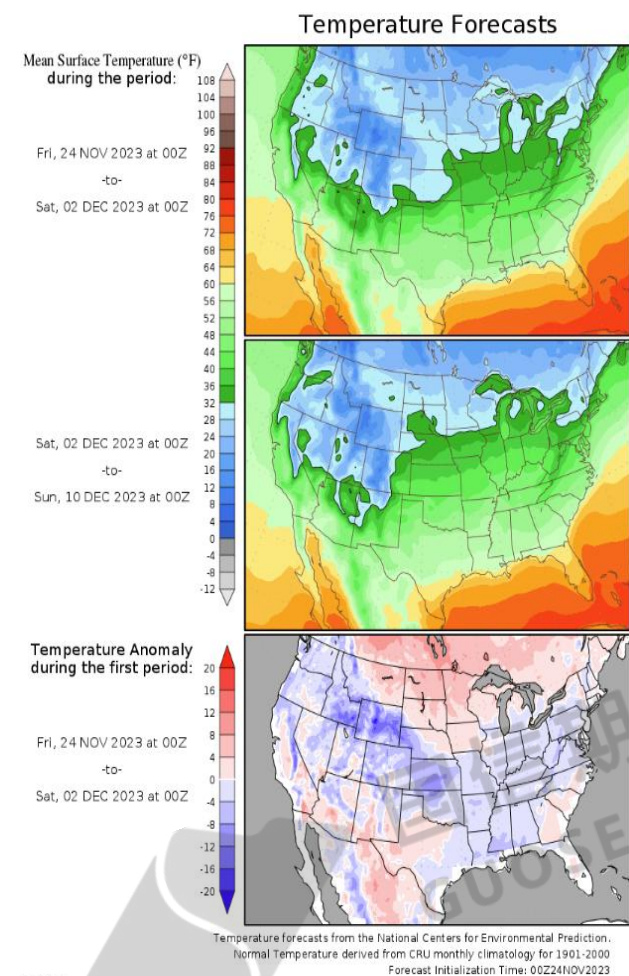 Temperature Forecasts
Mean Surface Temperature (°F)
during the period:
108
104
100
96
92
88
84
80
76
72
68
64
60
56
52
48
44
40
36
32
28
24
20
16
12
8
4
0
-4
-8
-12
Fri, 24 NOV 2023 at 00Z
-to-
Sat, 02 DEC 2023 at 00Z
Sat, 02 DEC 2023 at 00Z
-to-
Sun, 10 DEC 2023 at 00Z
Temperature Anomaly
during the first period:
20
16
12
8
4
0
-4
-8
-12
-16
-20
Fri, 24 NOV 2023 at 00Z
-to-
Sat, 02 DEC 2023 at 00Z
国信期
GUOSE
Temperature forecasts from the National Centers for Environmental Prediction.
Normal Temperature derived from CRU monthly climatology for 1901-2000
Forecast Initialization Time: 00Z24NOV2023